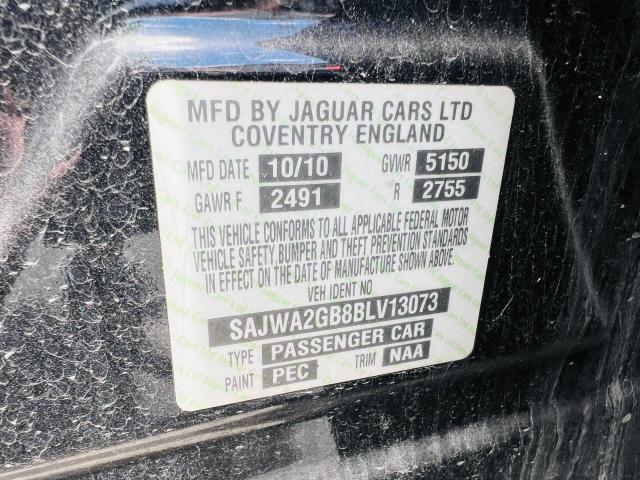 MFD BY JAGUAR CARS LTD
COVENTRY ENGLAND
MFD DATE 10/10 GVWR 5150
GAWR F 2491 R 2755
THIS VEHICLE CONFORMS TO ALL APPLICABLE FEDERAL MOTOR
VEHICLE SAFETY, BUMPER AND THEFT PREVENTION STANDARDS
IN EFFECT ON THE DATE OF MANUFACTURE SHOWN ABOVE.
VEH IDENT NO
SAJWA2GB8BLV13073
TYPE PASSENGER CAR
PAINT PEC TRIM NAA